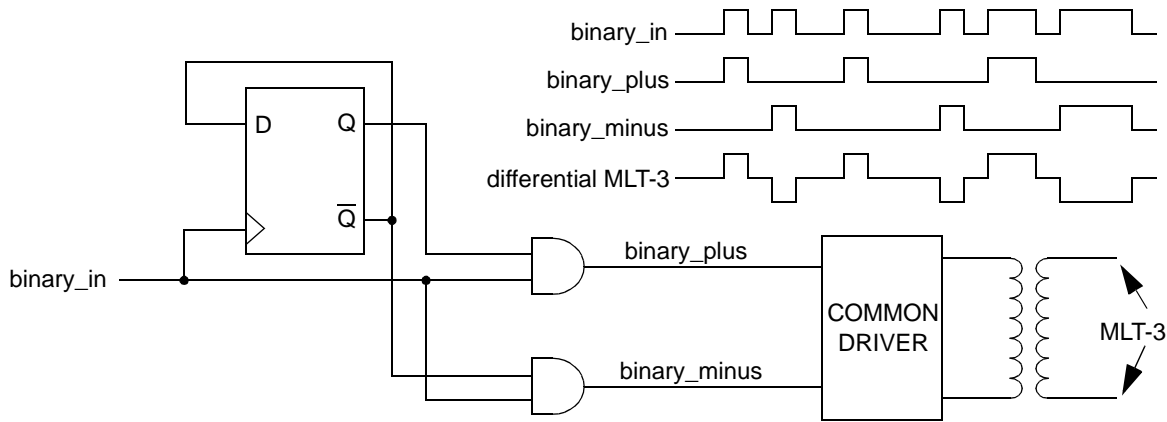 binary_in
binary_plus
binary_minus
differential MLT-3
D Q
Q̅
binary_in
binary_plus
binary_minus
COMMON
DRIVER
MLT-3